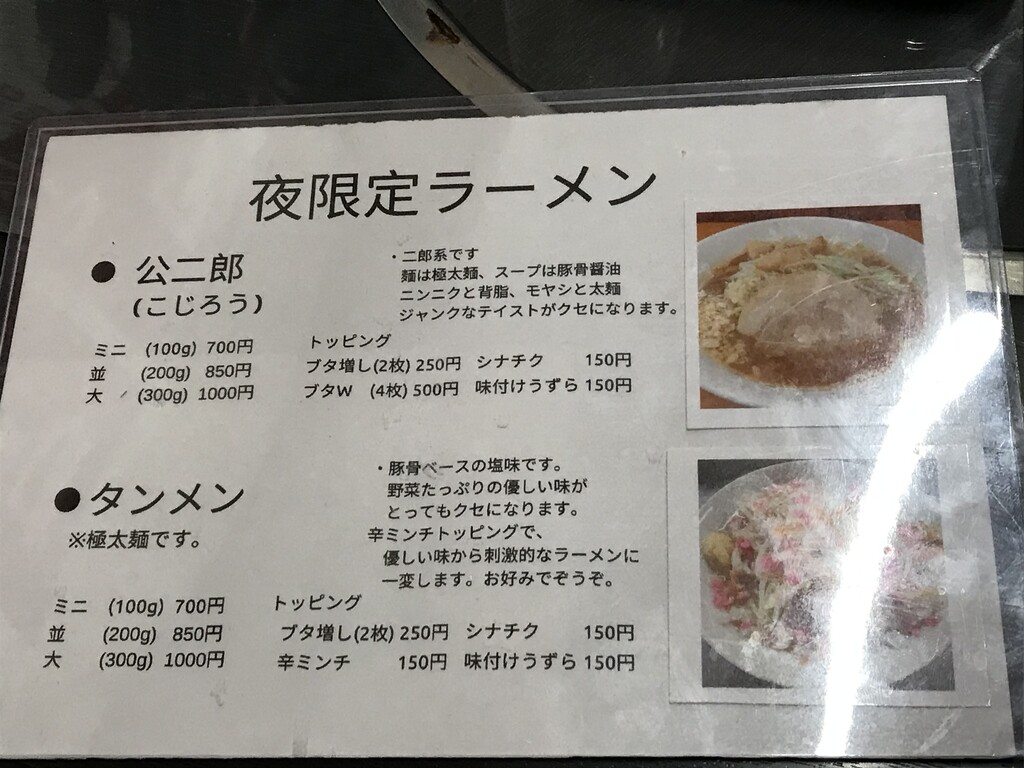 夜限定ラーメン
● 公二郎
(こじろう)
・二郎系です
麺は極太麺、スープは豚骨醤油
ニンニクと背脂、モヤシと太麺
ジャンクなテイストがクセになります。
ミニ (100g) 700円
並 (200g) 850円
大 (300g) 1000円
トッピング
ブタ増し(2枚) 250円 シナチク 150円
ブタW (4枚) 500円 味付けうずら 150円
●タンメン
※極太麺です。
・豚骨ベースの塩味です。
野菜たっぷりの優しい味が
とってもクセになります。
辛ミンチトッピングで、
優しい味から刺激的なラーメンに
一変します。お好みでぞうぞ。
ミニ (100g) 700円
並 (200g) 850円
大 (300g) 1000円
トッピング
ブタ増し(2枚) 250円 シナチク 150円
辛ミンチ 150円 味付けうずら 150円